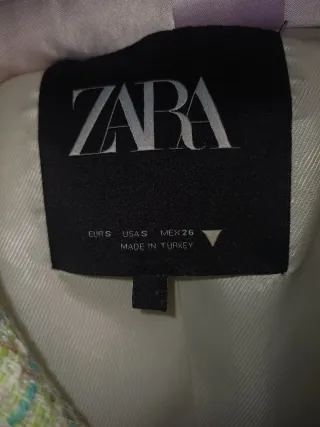 ZARA
EUR S USA S MEX 26
MADE IN TURKEY